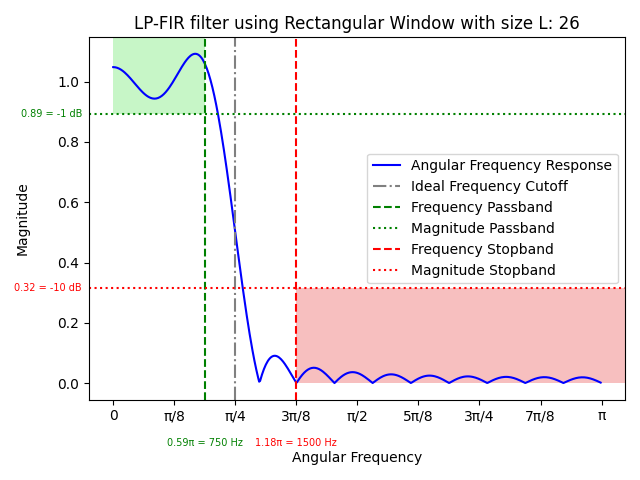 LP-FIR filter using Rectangular Window with size L: 26
1.0
0.89 = -1 dB
0.8
0.6
0.4
0.32 = -10 dB
0.2
0.0
Magnitude
Angular Frequency Response
Ideal Frequency Cutoff
Frequency Passband
Magnitude Passband
Frequency Stopband
Magnitude Stopband
0 π/8 π/4 3π/8 π/2 5π/8 3π/4 7π/8 π
0.59π = 750 Hz 1.18π = 1500 Hz
Angular Frequency